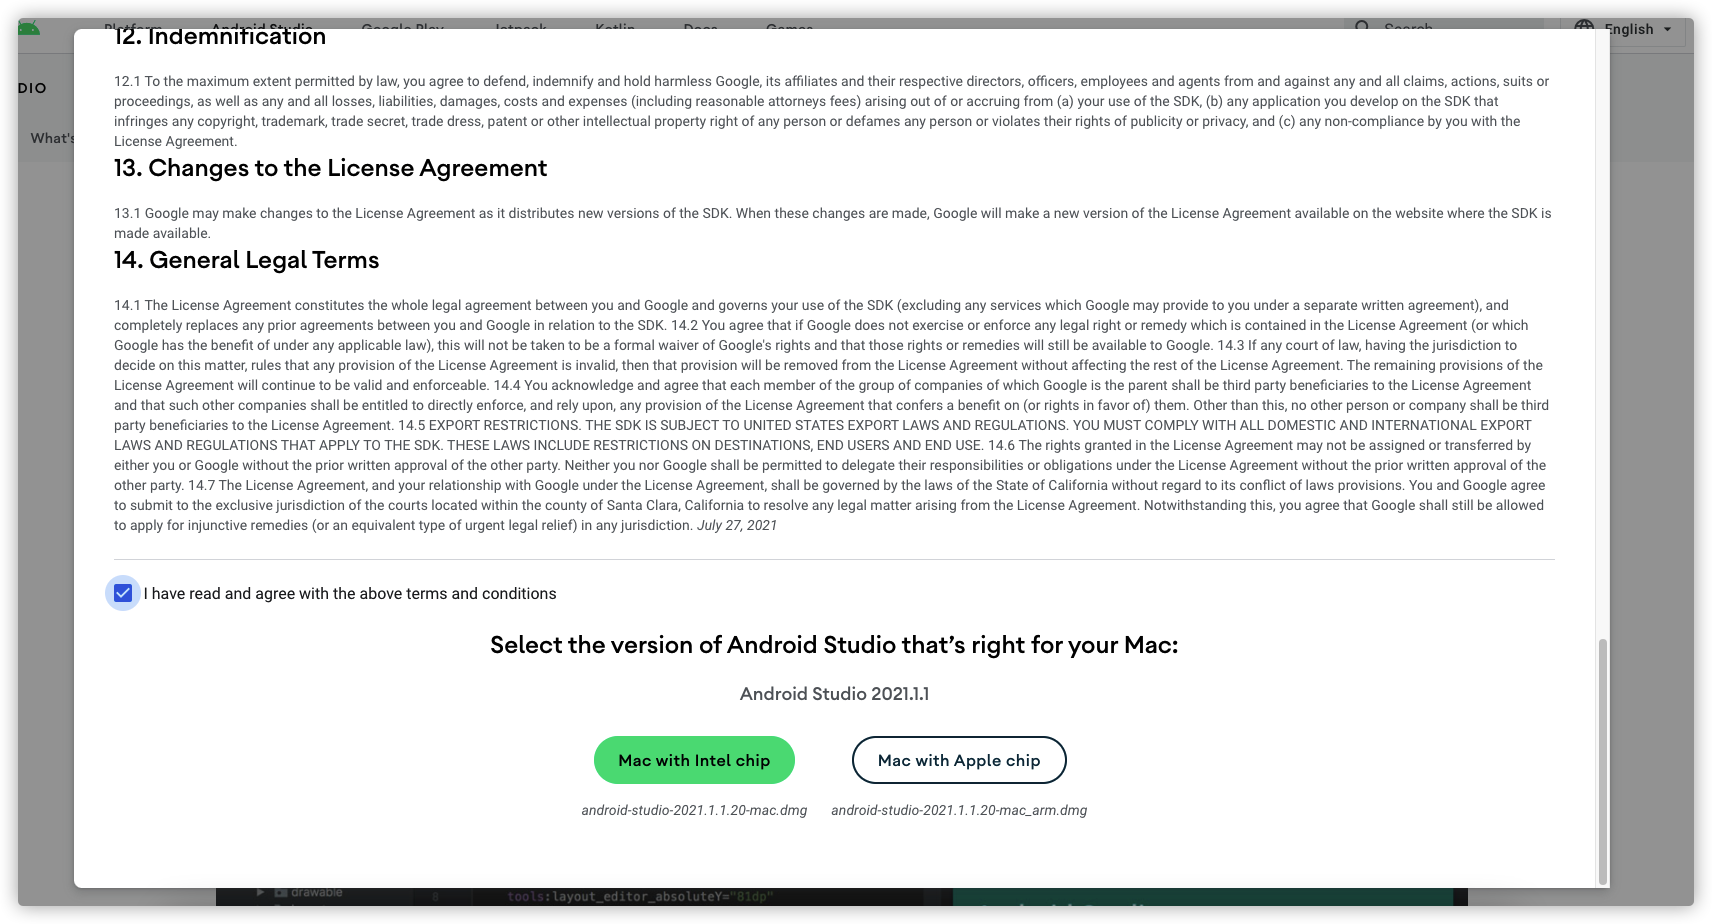 Platform Android Studio Google Play Jetpack Kotlin Docs Games Search English
DIO
What's
12. Indemnification
12.1 To the maximum extent permitted by law, you agree to defend, indemnify and hold harmless Google, its affiliates and their respective directors, officers, employees and agents from and against any and all claims, actions, suits or
proceedings, as well as any and all losses, liabilities, damages, costs and expenses (including reasonable attorneys fees) arising out of or accruing from (a) your use of the SDK, (b) any application you develop on the SDK that
infringes any copyright, trademark, trade secret, trade dress, patent or other intellectual property right of any person or defames any person or violates their rights of publicity or privacy, and (c) any non-compliance by you with the
License Agreement.
13. Changes to the License Agreement
13.1 Google may make changes to the License Agreement as it distributes new versions of the SDK. When these changes are made, Google will make a new version of the License Agreement available on the website where the SDK is
made available.
14. General Legal Terms
14.1 The License Agreement constitutes the whole legal agreement between you and Google and governs your use of the SDK (excluding any services which Google may provide to you under a separate written agreement), and
completely replaces any prior agreements between you and Google in relation to the SDK. 14.2 You agree that if Google does not exercise or enforce any legal right or remedy which is contained in the License Agreement (or which
Google has the benefit of under any applicable law), this will not be taken to be a formal waiver of Google's rights and that those rights or remedies will still be available to Google. 14.3 If any court of law, having the jurisdiction to
decide on this matter, rules that any provision of the License Agreement is invalid, then that provision will be removed from the License Agreement without affecting the rest of the License Agreement. The remaining provisions of the
License Agreement will continue to be valid and enforceable. 14.4 You acknowledge and agree that each member of the group of companies of which Google is the parent shall be third party beneficiaries to the License Agreement
and that such other companies shall be entitled to directly enforce, and rely upon, any provision of the License Agreement that confers a benefit on (or rights in favor of) them. Other than this, no other person or company shall be third
party beneficiaries to the License Agreement. 14.5 EXPORT RESTRICTIONS. THE SDK IS SUBJECT TO UNITED STATES EXPORT LAWS AND REGULATIONS. YOU MUST COMPLY WITH ALL DOMESTIC AND INTERNATIONAL EXPORT
LAWS AND REGULATIONS THAT APPLY TO THE SDK. THESE LAWS INCLUDE RESTRICTIONS ON DESTINATIONS, END USERS AND END USE. 14.6 The rights granted in the License Agreement may not be assigned or transferred by
either you or Google without the prior written approval of the other party. Neither you nor Google shall be permitted to delegate their responsibilities or obligations under the License Agreement without the prior written approval of the
other party. 14.7 The License Agreement, and your relationship with Google under the License Agreement, shall be governed by the laws of the State of California without regard to its conflict of laws provisions. You and Google agree
to submit to the exclusive jurisdiction of the courts located within the county of Santa Clara, California to resolve any legal matter arising from the License Agreement. Notwithstanding this, you agree that Google shall still be allowed
to apply for injunctive remedies (or an equivalent type of urgent legal relief) in any jurisdiction. July 27, 2021
I have read and agree with the above terms and conditions
Select the version of Android Studio that's right for your Mac:
Android Studio 2021.1.1
Mac with Intel chip Mac with Apple chip
android-studio-2021.1.1.20-mac.dmg android-studio-2021.1.1.20-mac_arm.dmg
drawable 8 tools:layout_editor_absoluteY="81dp"